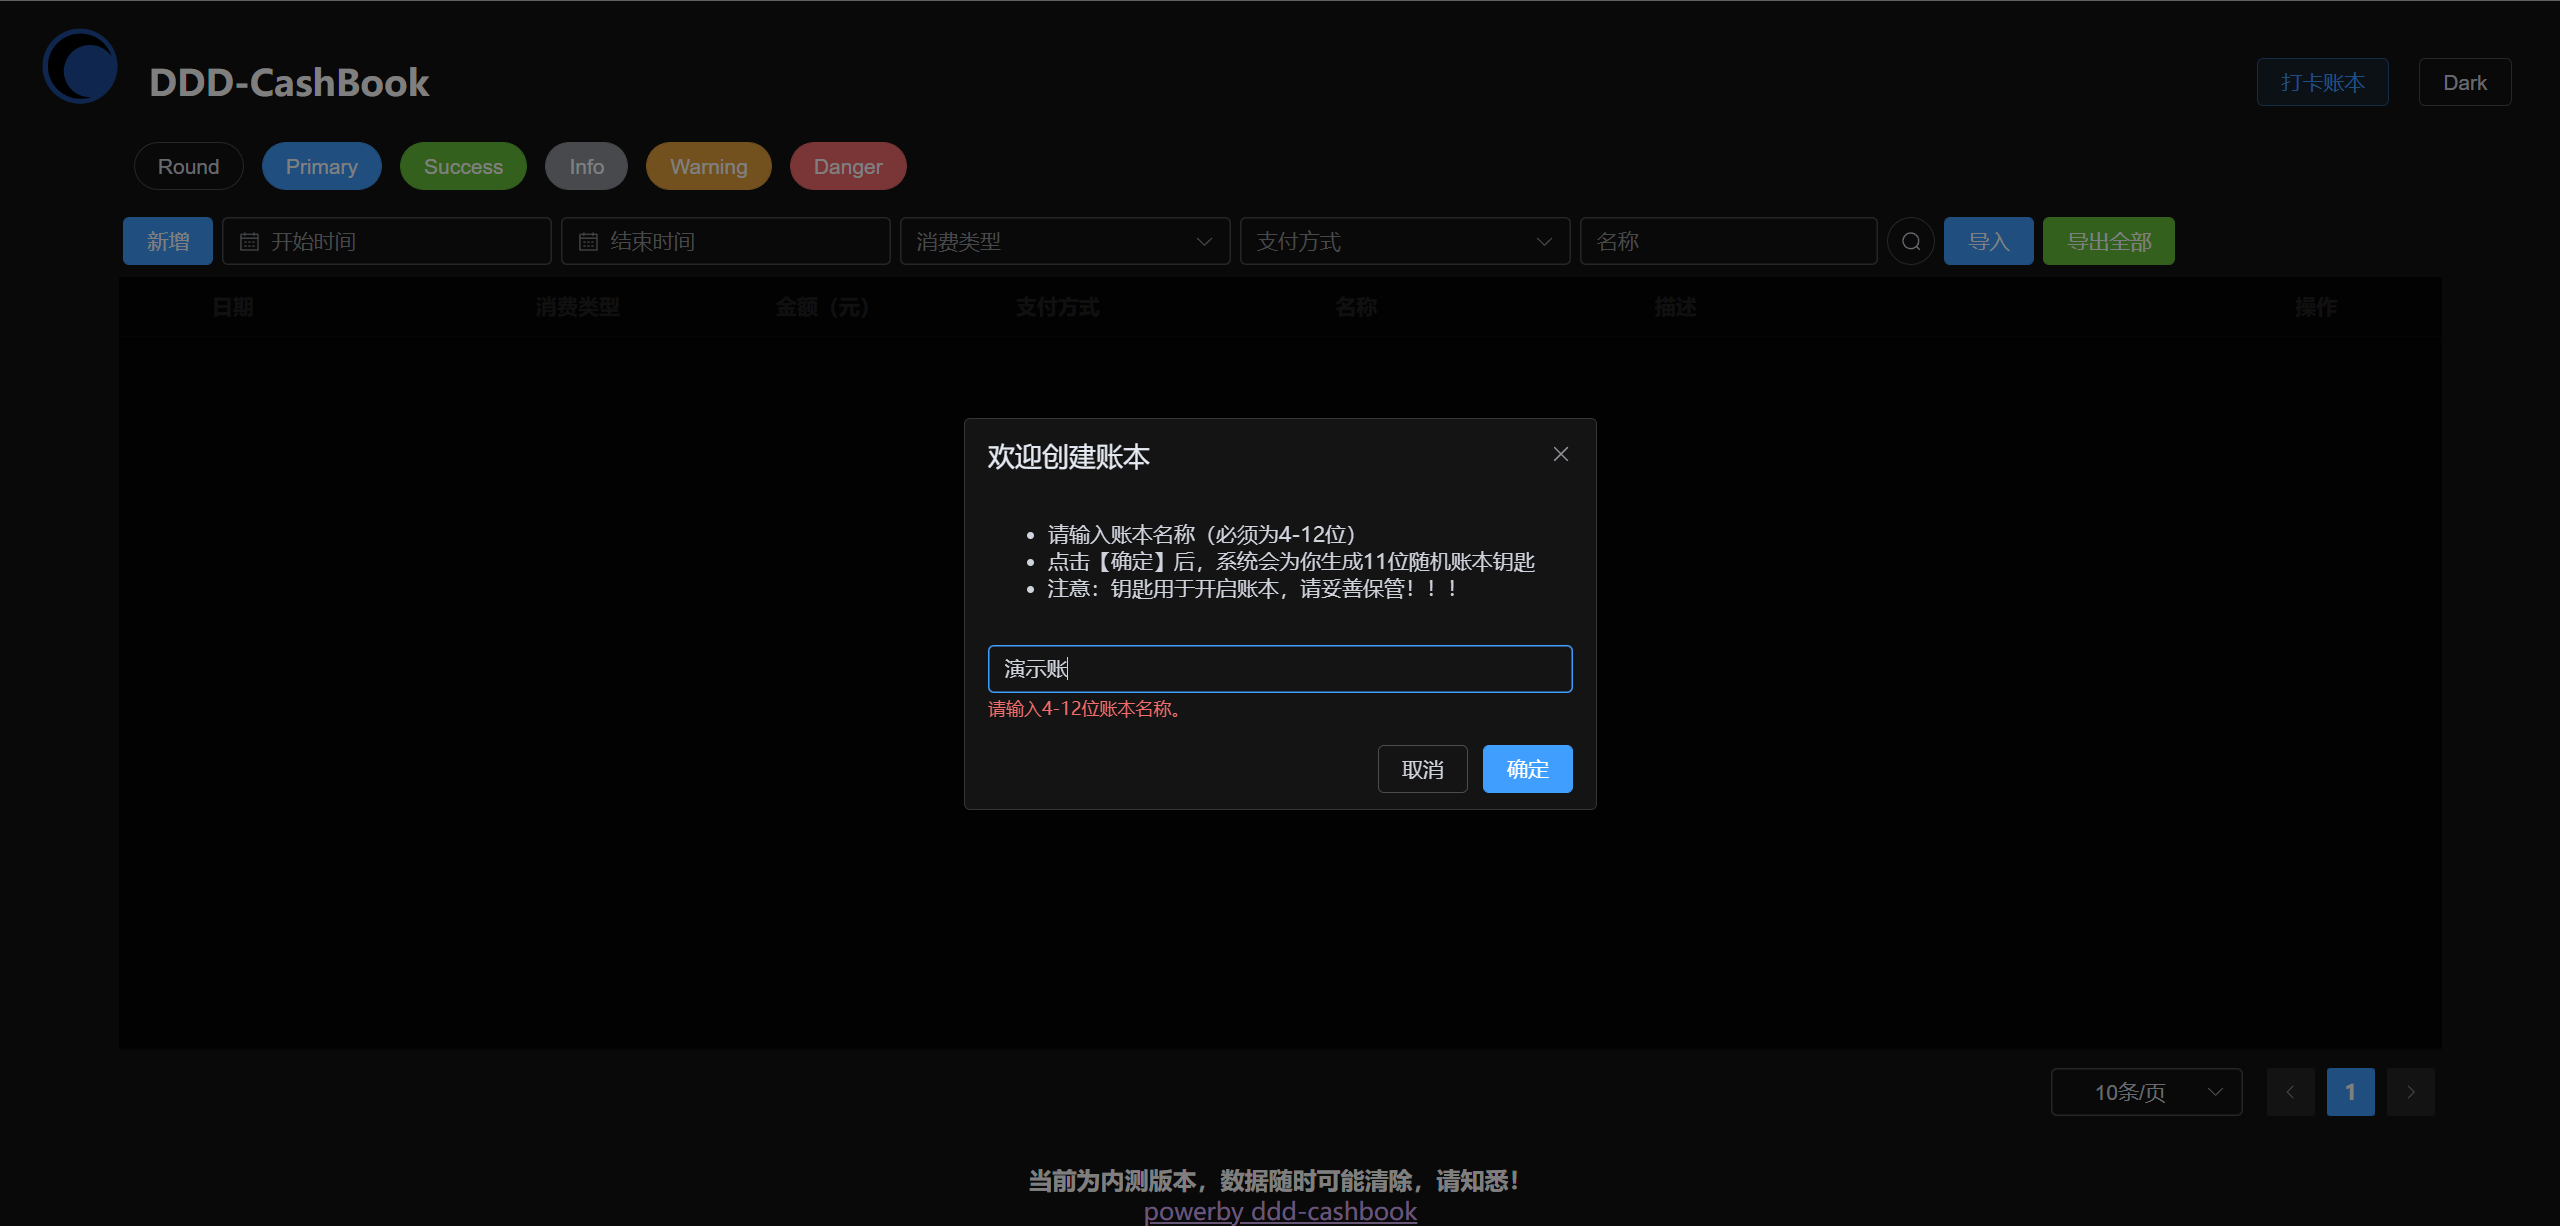 DDD-CashBook
打卡账本
Dark
Round
Primary
Success
Info
Warning
Danger
新增
开始时间
结束时间
消费类型
支付方式
名称
导入
导出全部
日期
消费类型
金额（元）
支付方式
名称
描述
操作
欢迎创建账本
请输入账本名称（必须为4-12位）
点击【确定】后，系统会为你生成11位随机账本钥匙
注意：钥匙用于开启账本，请妥善保管！！！
演示账
请输入4-12位账本名称。
取消
确定
10条/页
1
当前为内测版本，数据随时可能清除，请知悉！
powerby ddd-cashbook